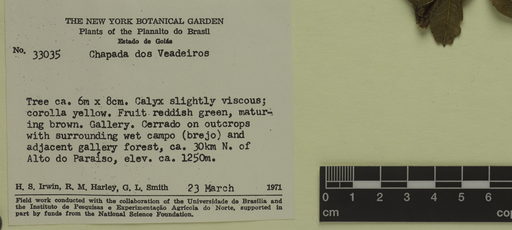 THE NEW YORK BOTANICAL GARDEN
Plants of the Planalto do Brasil
Estado de Goiás
No. 33035 Chapada dos Veadeiros
Tree ca. 6m x 8cm. Calyx slightly viscous;
corolla yellow. Fruit reddish green, matur-
ing brown. Gallery. Cerrado on outcrops
with surrounding wet campo (brejo) and
adjacent gallery forest, ca. 30km N. of
Alto do Paraíso, elev. ca. 1250m.
H. S. Irwin, R. M. Harley, G. L. Smith 23 March 1971
Field work conducted with the collaboration of the Universidade de Brasília and
the Instituto de Pesquisas e Experimentação Agrícola do Norte, supported in
part by funds from the National Science Foundation.
0 1 2 3 4 5 6
cm